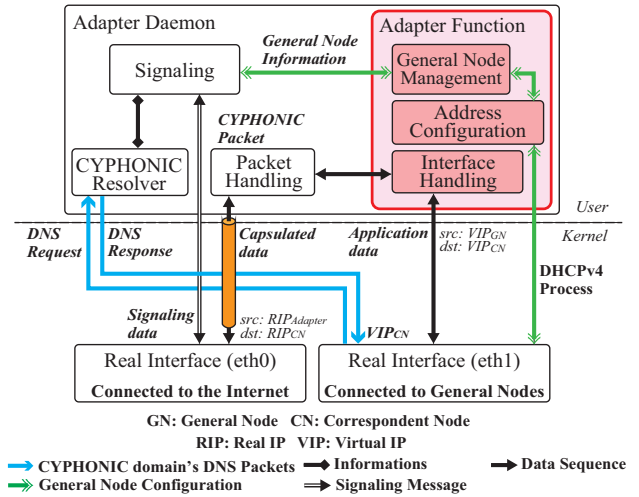 Adapter Daemon
Adapter Function
General Node
Information
Signaling
General Node
Management
CYPHONIC
Packet
Address
Configuration
CYPHONIC
Resolver
Packet
Handling
Interface
Handling
User
Kernel
DNS
Request
DNS
Response
Capsulated
data
Application
data
src: VIPGN
dst: VIPCN
DHCPv4
Process
Signaling
data
src: RIPAdapter
dst: RIPCN
VIPCN
Real Interface (eth0)
Connected to the Internet
Real Interface (eth1)
Connected to General Nodes
GN: General Node CN: Correspondent Node
RIP: Real IP VIP: Virtual IP
CYPHONIC domain's DNS Packets
Informations
Data Sequence
General Node Configuration
Signaling Message